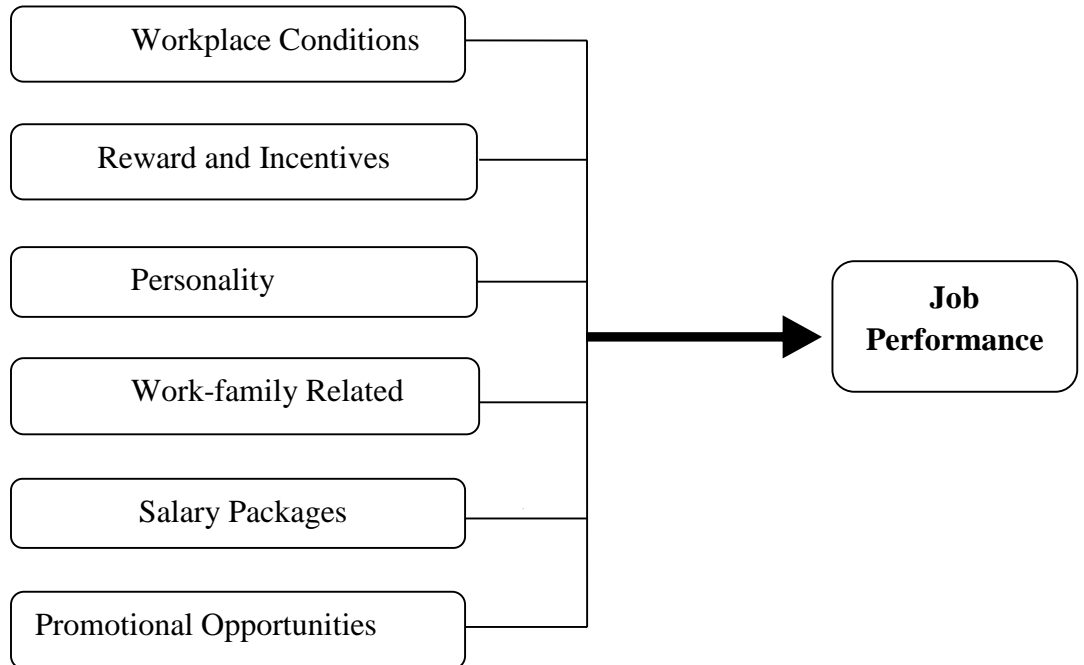 Workplace Conditions
Reward and Incentives
Personality
Work-family Related
Salary Packages
Promotional Opportunities
Job
Performance